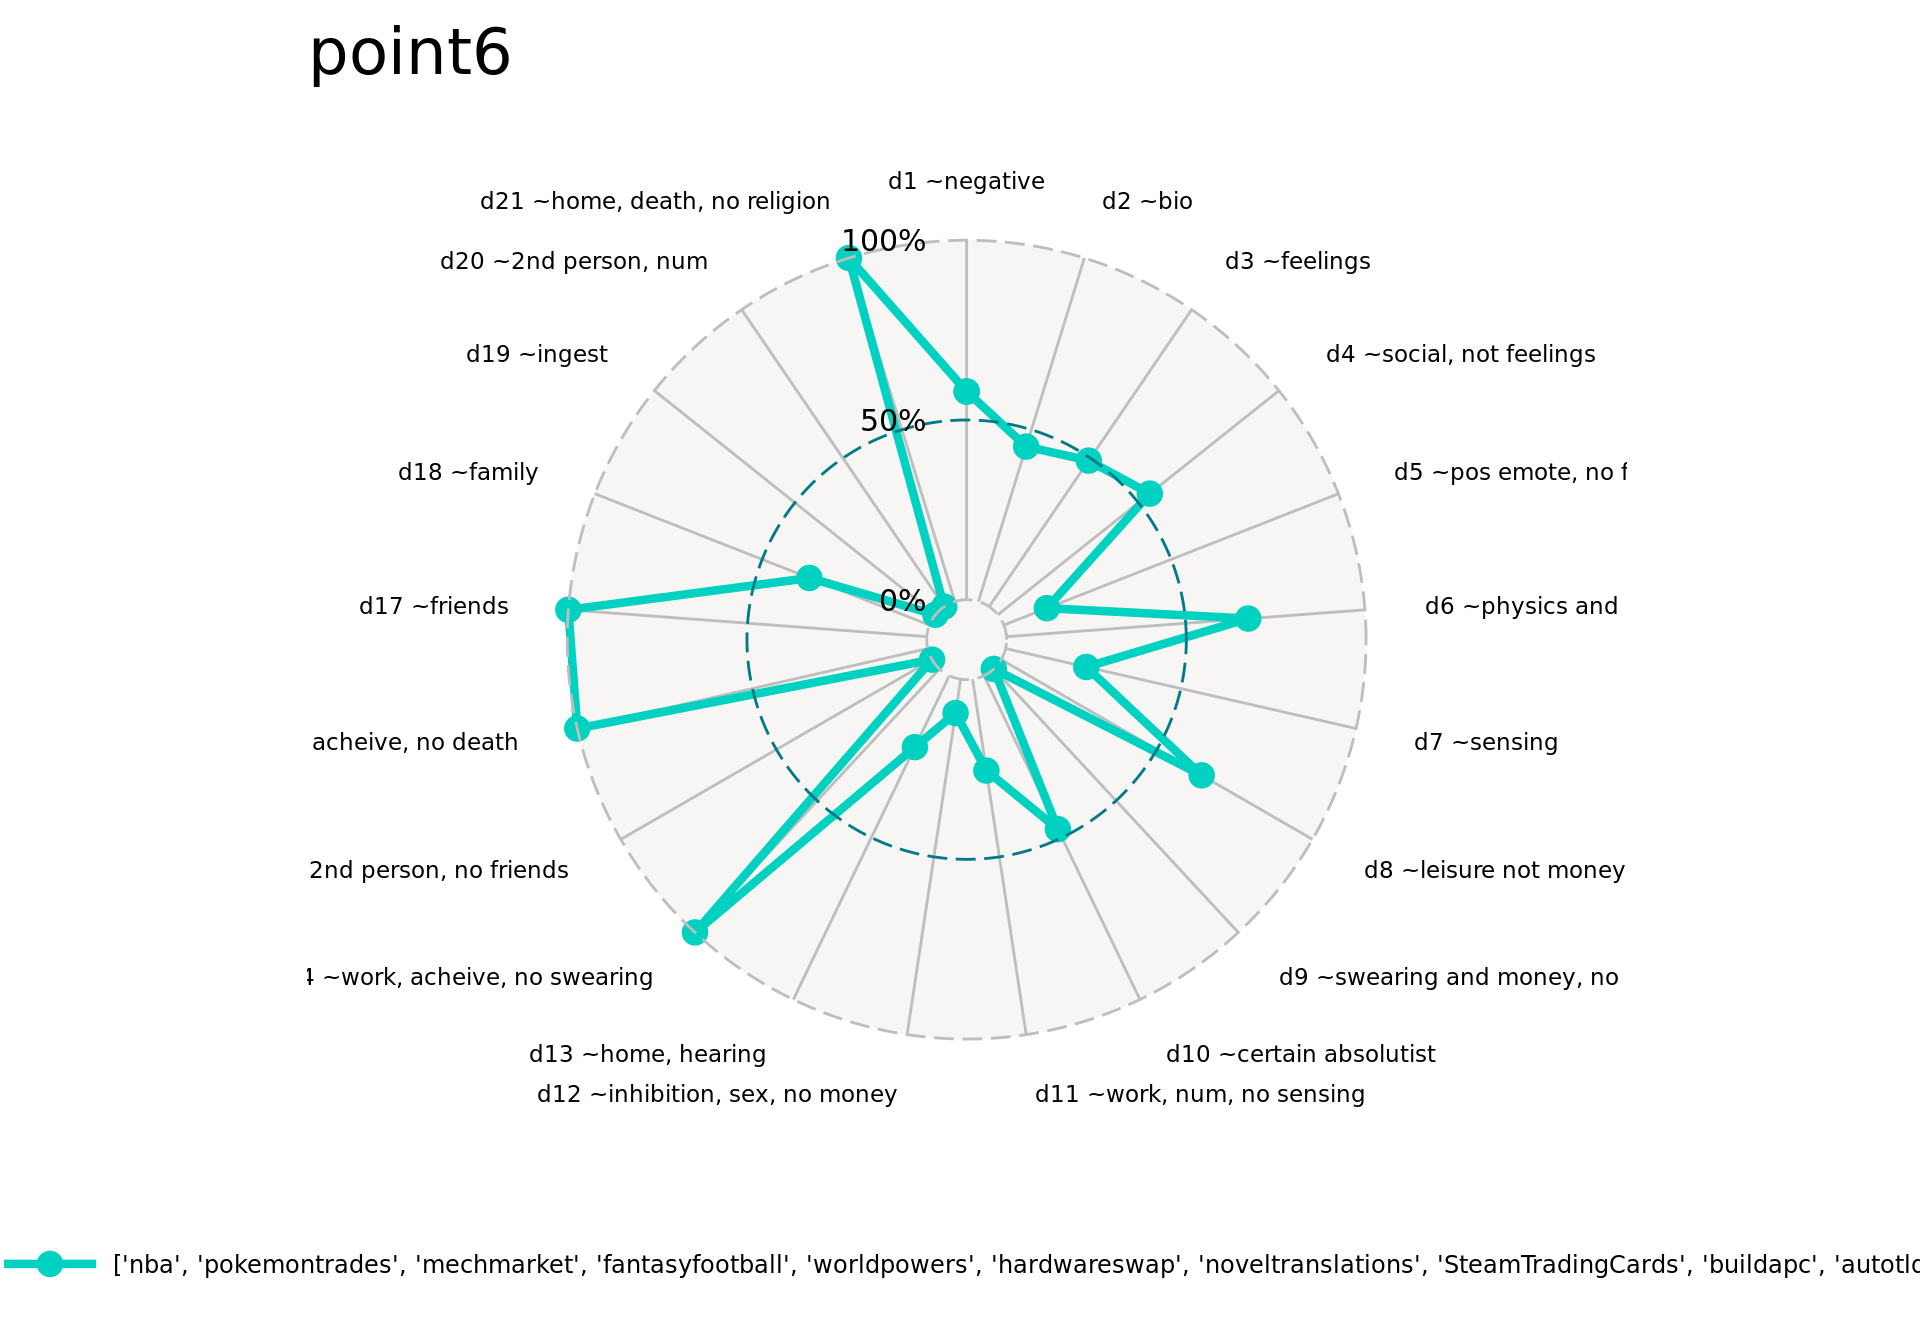 point6
d1 ~negative
d21 ~home, death, no religion
d2 ~bio
100%
d20 ~2nd person, num
d3 ~feelings
d19 ~ingest
d4 ~social, not feelings
50%
d18 ~family
d5 ~pos emote, no
0%
d17 ~friends
d6 ~physics and
acheive, no death
d7 ~sensing
2nd person, no friends
d8 ~leisure not money
~work, acheive, no swearing
d9 ~swearing and money, no
d13 ~home, hearing
d10 ~certain absolutist
d12 ~inhibition, sex, no money
d11 ~work, num, no sensing
['nba', 'pokemontrades', 'mechmarket', 'fantasyfootball', 'worldpowers', 'hardwareswap', 'noveltranslations', 'SteamTradingCards', 'buildapc',